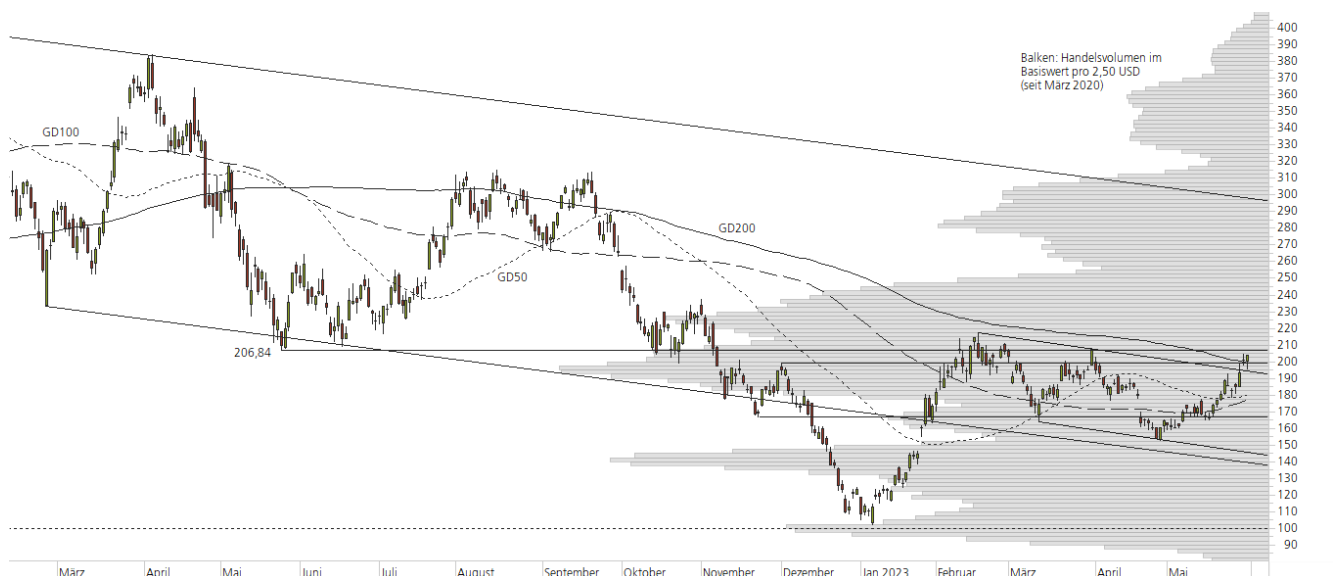 Balken: Handelsvolumen im
Basiswert pro 2,50 USD
(seit März 2020)
GD100
GD200
GD50
206,84
400
390
380
370
360
350
340
330
320
310
300
290
280
270
260
250
240
230
220
210
200
190
180
170
160
150
140
130
120
110
100
90
März
April
Mai
Juni
Juli
August
September
Oktober
November
Dezember
Jan 2023
Februar
März
April
Mai